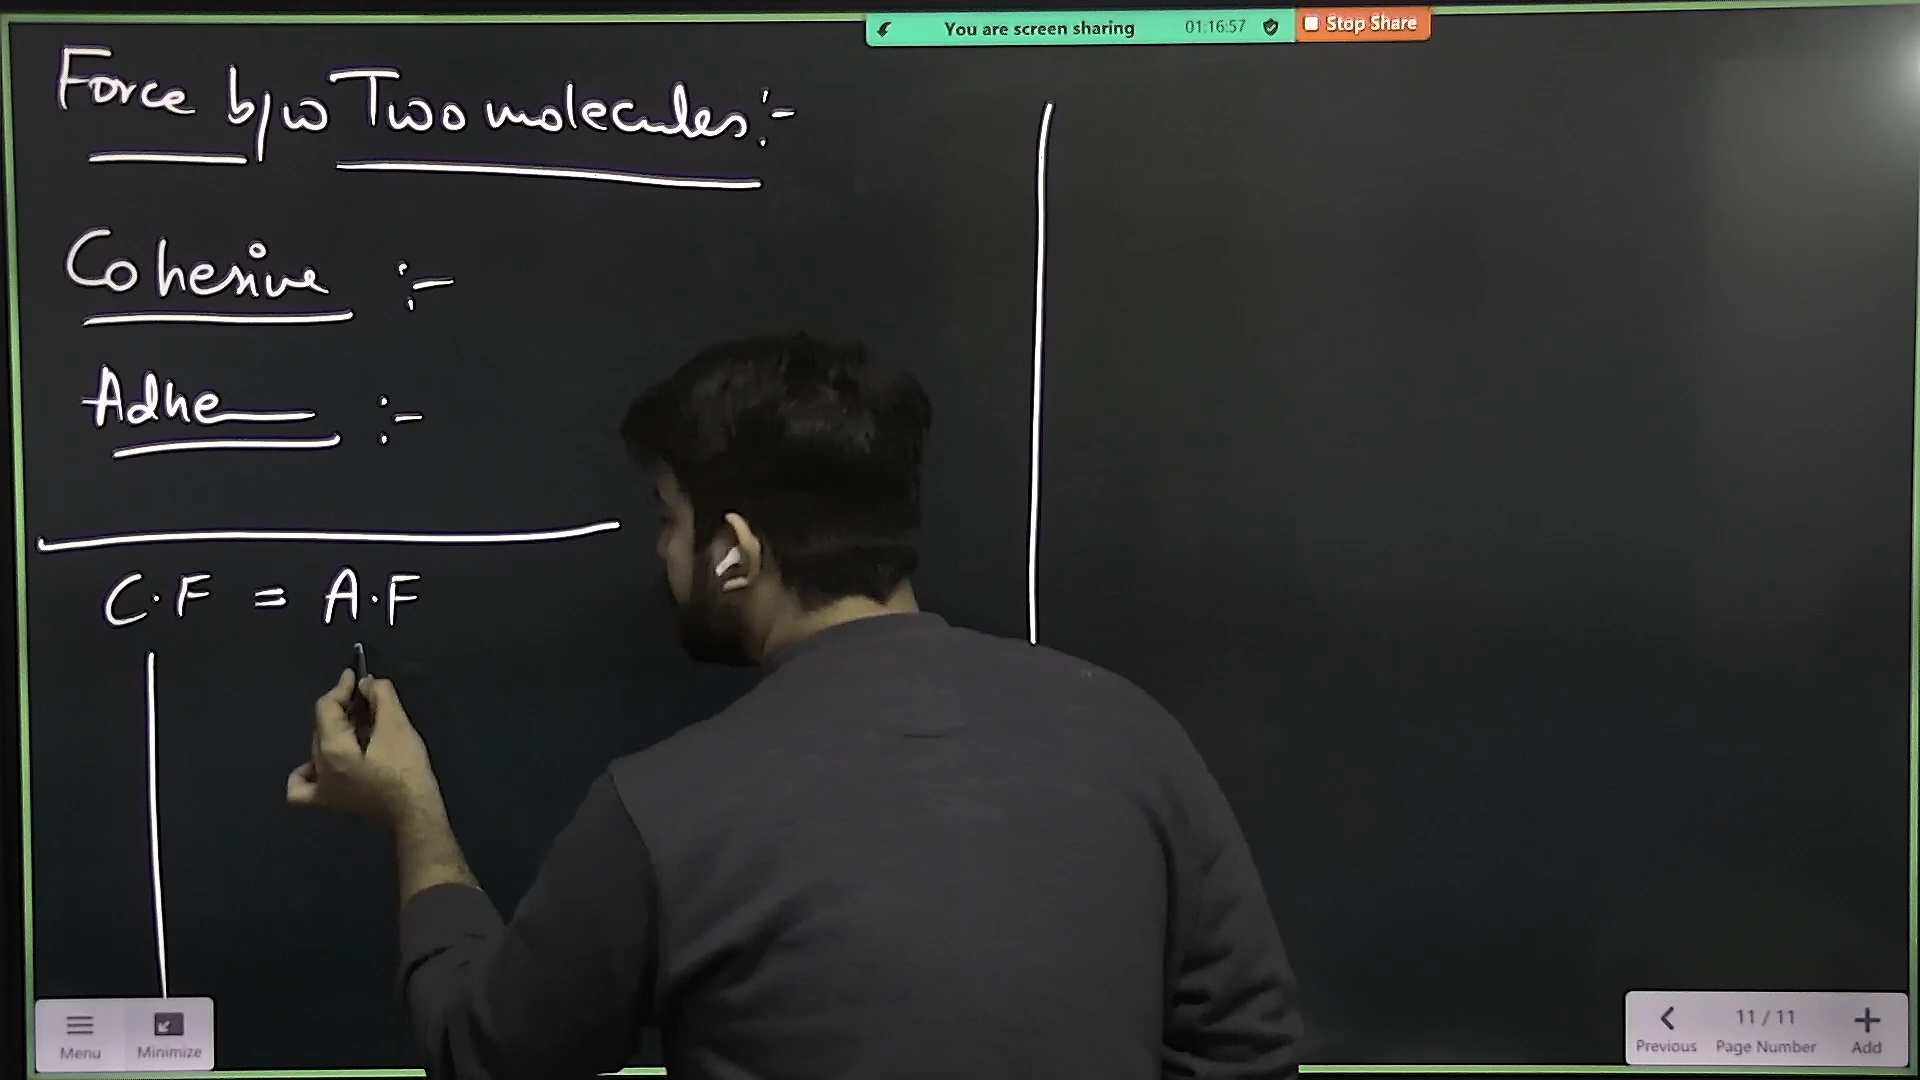 You are screen sharing 01:16:57 Stop Share
Force b/w Two molecules :-
Cohesive :-
Adhe :-
C.F = A.F
Menu Minimize
Previous 11 / 11 Page Number Add